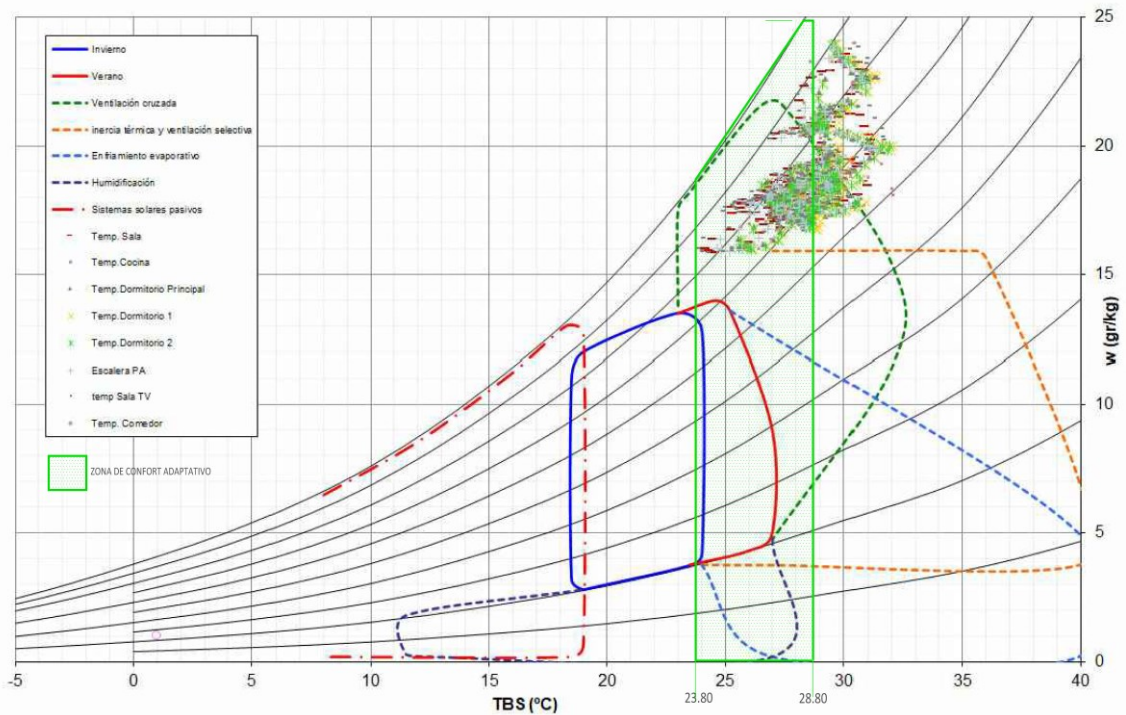 25
Invierno
Verano
Ventilación cruzada
inercia térmica y ventilación selectiva
Enfriamiento evaporativo
20
Humidificación
Sistemas solares pasivos
Temp. Sala
Temp.Cocina
15
Temp.Dormitorio Principal
Temp.Dormitorio 1
Temp.Dormitorio 2
w (gr/kg)
Escalera PA
temp Sala TV
10
Temp. Comedor
ZONA DE CONFORT ADAPTATIVO
5
0
-5
0
5
10
15
20
25
30
35
40
23.80
28.80
TBS (ºC)